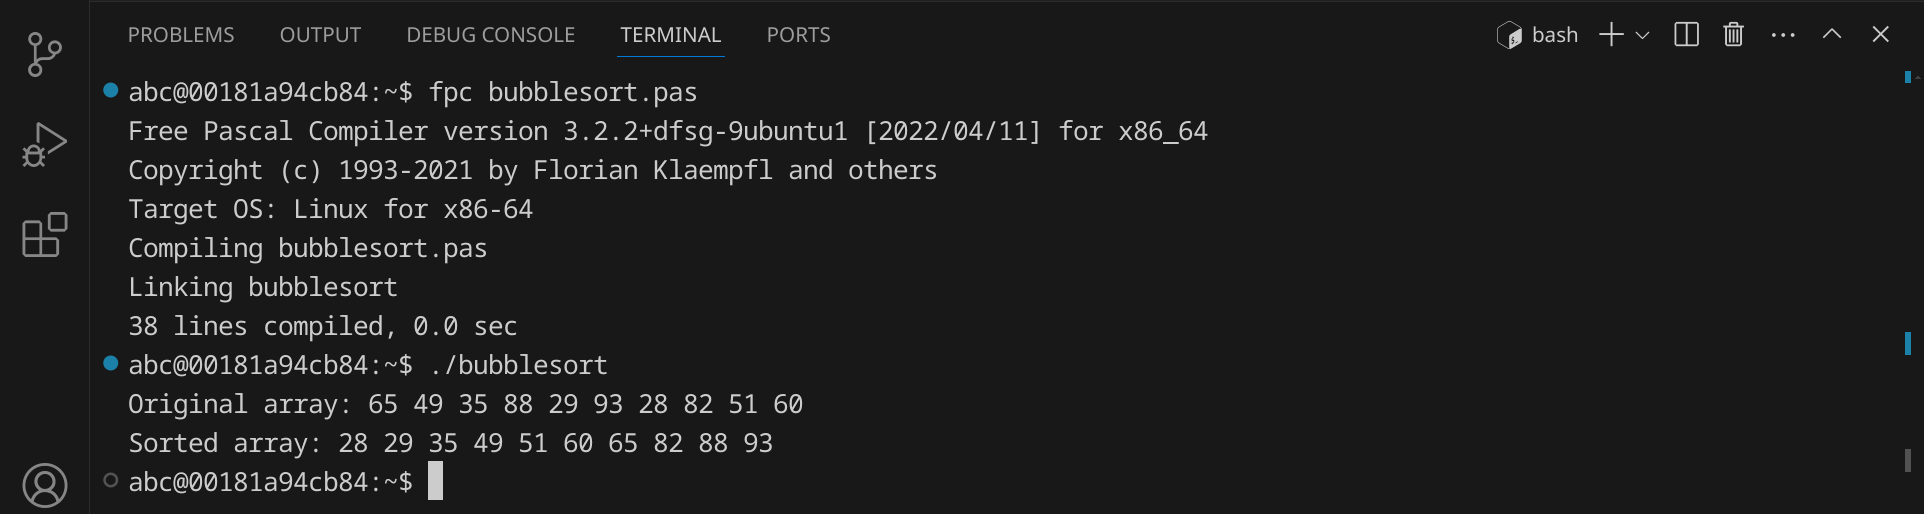 PROBLEMS OUTPUT DEBUG CONSOLE TERMINAL PORTS bash
abc@00181a94cb84:~$ fpc bubblesort.pas
Free Pascal Compiler version 3.2.2+dfsg-9ubuntu1 [2022/04/11] for x86_64
Copyright (c) 1993-2021 by Florian Klaempfl and others
Target OS: Linux for x86-64
Compiling bubblesort.pas
Linking bubblesort
38 lines compiled, 0.0 sec
abc@00181a94cb84:~$ ./bubblesort
Original array: 65 49 35 88 29 93 28 82 51 60
Sorted array: 28 29 35 49 51 60 65 82 88 93
abc@00181a94cb84:~$